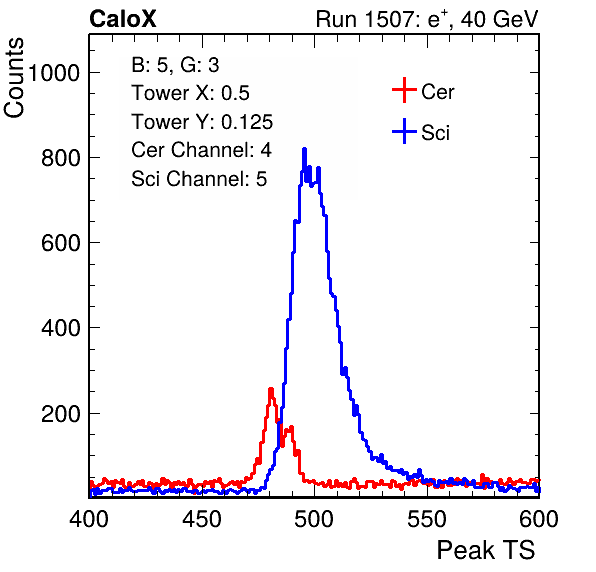 CaloX
Run 1507: e⁺, 40 GeV
Counts
B: 5, G: 3
Tower X: 0.5
Tower Y: 0.125
Cer Channel: 4
Sci Channel: 5
Cer
Sci
1000
800
600
400
200
400 450 500 550 600
Peak TS